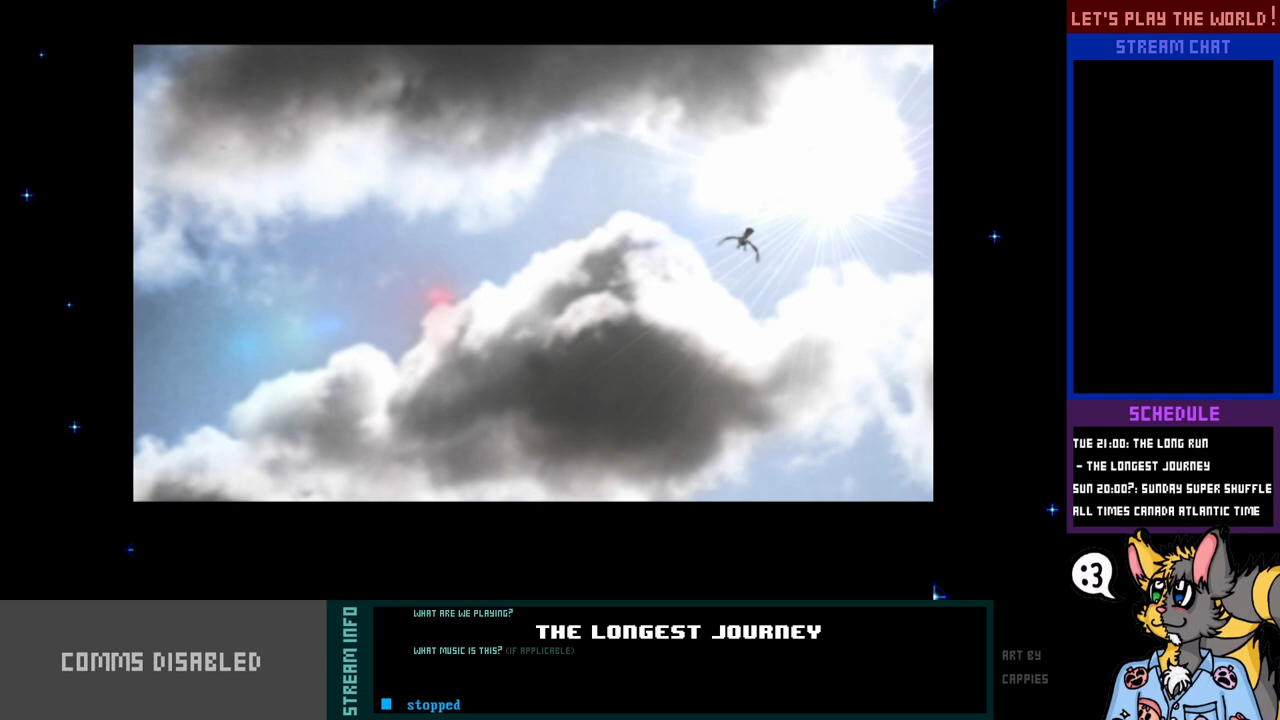 LET'S PLAY THE WORLD!
STREAM CHAT
SCHEDULE
TUE 21:00: THE LONG RUN
- THE LONGEST JOURNEY
SUN 20:00?: SUNDAY SUPER SHUFFLE
ALL TIMES CANADA ATLANTIC TIME
:3
COMMS DISABLED
STREAM INFO
WHAT ARE WE PLAYING?
THE LONGEST JOURNEY
WHAT MUSIC IS THIS? (IF APPLICABLE)
stopped
ART BY
CAPPIES